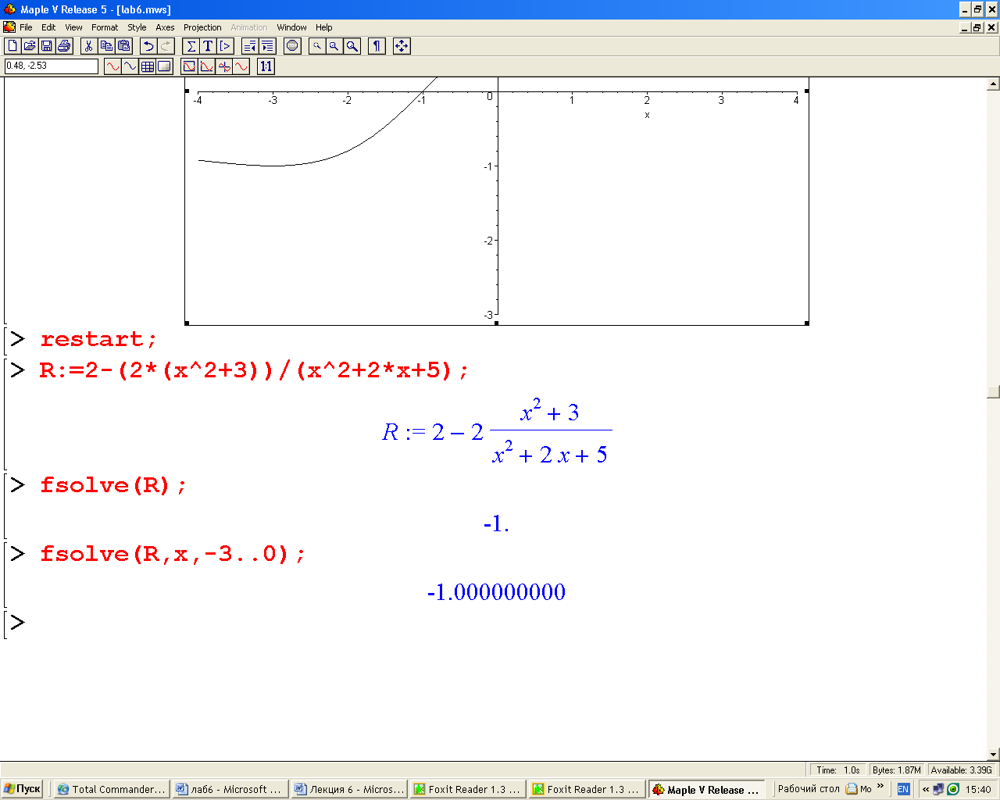 Maple V Release 5 - [lab6.mws]
File Edit View Format Style Axes Projection Animation Window Help
0.48, -2.53
1:1
-4 -3 -2 -1 0 1 2 3 4
x
-1
-2
-3
> restart;
> R:=2-(2*(x^2+3))/(x^2+2*x+5);
R := 2 − 2 (x² + 3)/(x² + 2 x + 5)
> fsolve(R);
-1.
> fsolve(R,x,-3..0);
-1.000000000
>
Time: 1.0s Bytes: 1.87M Available: 3.39G
Пуск Total Commander... лаб6 - Microsoft ... Лекция 6 - Micros... Foxit Reader 1.3 ... Foxit Reader 1.3 ... Maple V Release ... Рабочий стол Мо » EN « 15:40